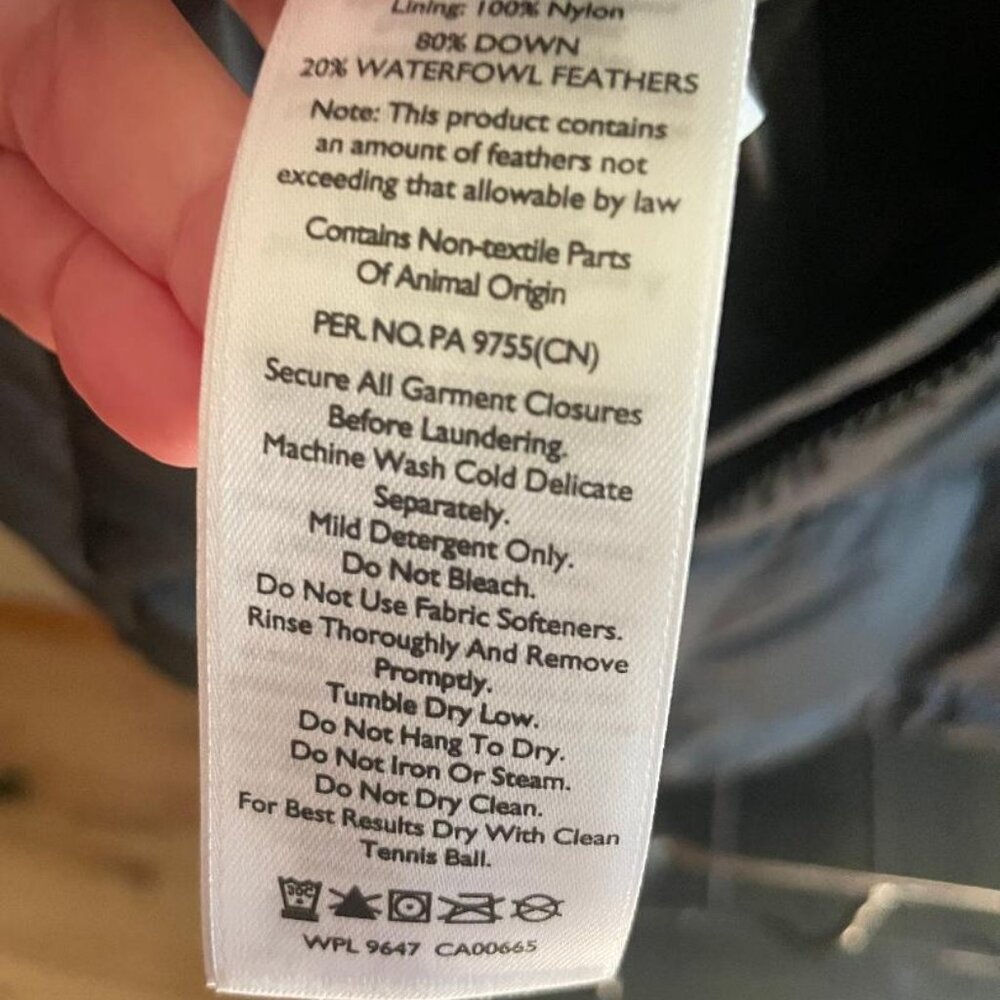 Lining: 100% Nylon
80% DOWN
20% WATERFOWL FEATHERS
Note: This product contains
an amount of feathers not
exceeding that allowable by law
Contains Non-textile Parts
Of Animal Origin
PER. NO. PA 9755(CN)
Secure All Garment Closures
Before Laundering.
Machine Wash Cold Delicate
Separately.
Mild Detergent Only.
Do Not Bleach.
Do Not Use Fabric Softeners.
Rinse Thoroughly And Remove
Promptly.
Tumble Dry Low.
Do Not Hang To Dry.
Do Not Iron Or Steam.
Do Not Dry Clean.
For Best Results Dry With Clean
Tennis Ball.
30C
WPL 9647 CA00665